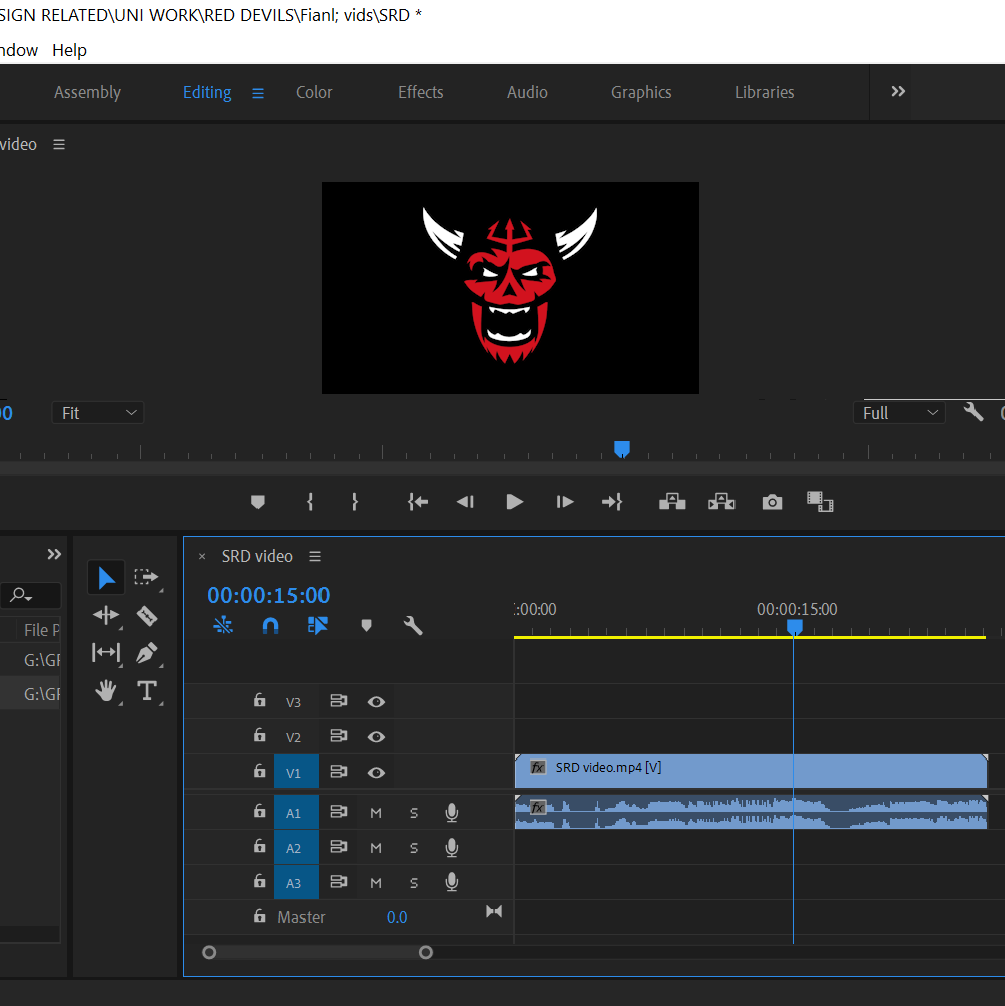 SIGN RELATED\UNI WORK\RED DEVILS\Fianl; vids\SRD *
ndow Help
Assembly Editing Color Effects Audio Graphics Libraries
video
00 Fit Full
SRD video
00:00:15:00
:00:00 00:00:15:00
File P
G:\GF
G:\GF
V3
V2
V1 fx SRD video.mp4 [V]
A1 M S fx
A2 M S
A3 M S
Master 0.0